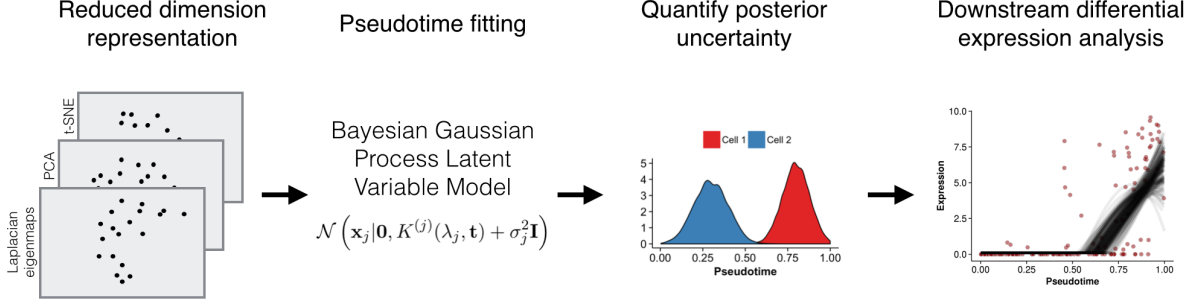 Reduced dimension
representation
Pseudotime fitting
Quantify posterior
uncertainty
Downstream differential
expression analysis
t-SNE
PCA
Laplacian
eigenmaps
Bayesian Gaussian
Process Latent
Variable Model
𝒩(𝐱ⱼ|𝟎, K⁽ʲ⁾(λⱼ, 𝐭) + σⱼ²𝐈)
Cell 1 Cell 2
5
4
3
2
1
0
0.00 0.25 0.50 0.75 1.00
Pseudotime
Expression
10.0
7.5
5.0
2.5
0.0
0.00 0.25 0.50 0.75 1.00
Pseudotime